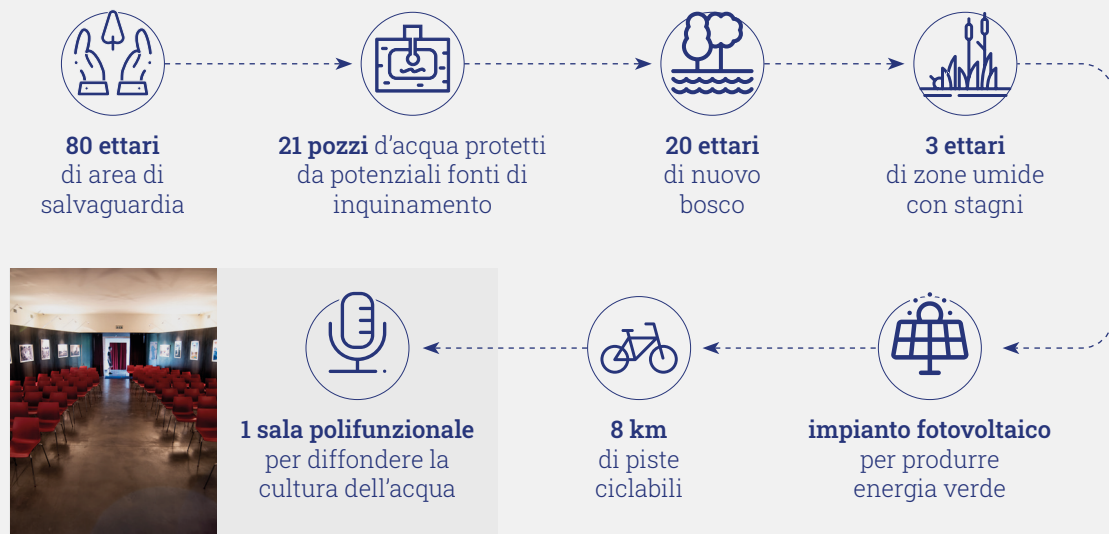 80 ettari
di area di
salvaguardia
21 pozzi d'acqua protetti
da potenziali fonti di
inquinamento
20 ettari
di nuovo
bosco
3 ettari
di zone umide
con stagni
impianto fotovoltaico
per produrre
energia verde
8 km
di piste
ciclabili
1 sala polifunzionale
per diffondere la
cultura dell'acqua